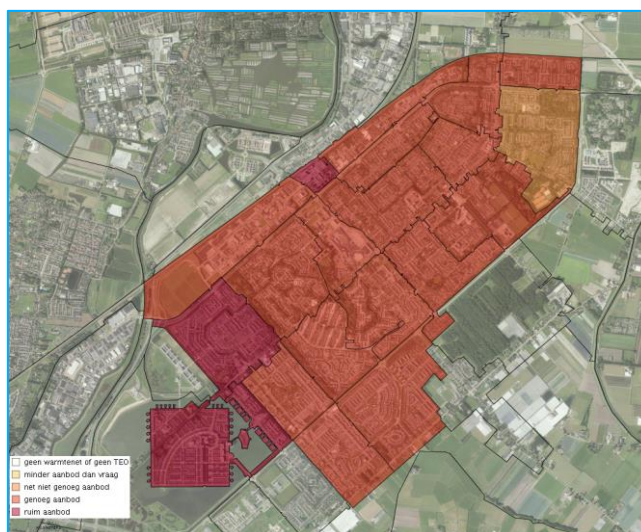 geen warmtenet of geen TEO
minder aanbod dan vraag
net niet genoeg aanbod
genoeg aanbod
ruim aanbod